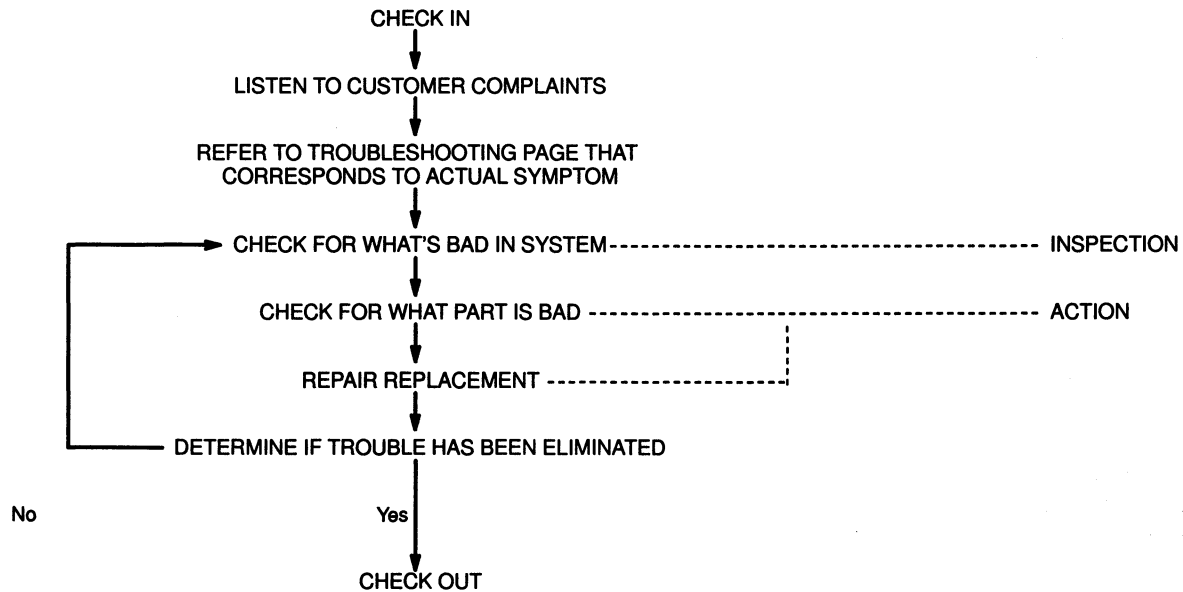 CHECK IN
LISTEN TO CUSTOMER COMPLAINTS
REFER TO TROUBLESHOOTING PAGE THAT
CORRESPONDS TO ACTUAL SYMPTOM
CHECK FOR WHAT'S BAD IN SYSTEM
INSPECTION
CHECK FOR WHAT PART IS BAD
ACTION
REPAIR REPLACEMENT
DETERMINE IF TROUBLE HAS BEEN ELIMINATED
No
Yes
CHECK OUT